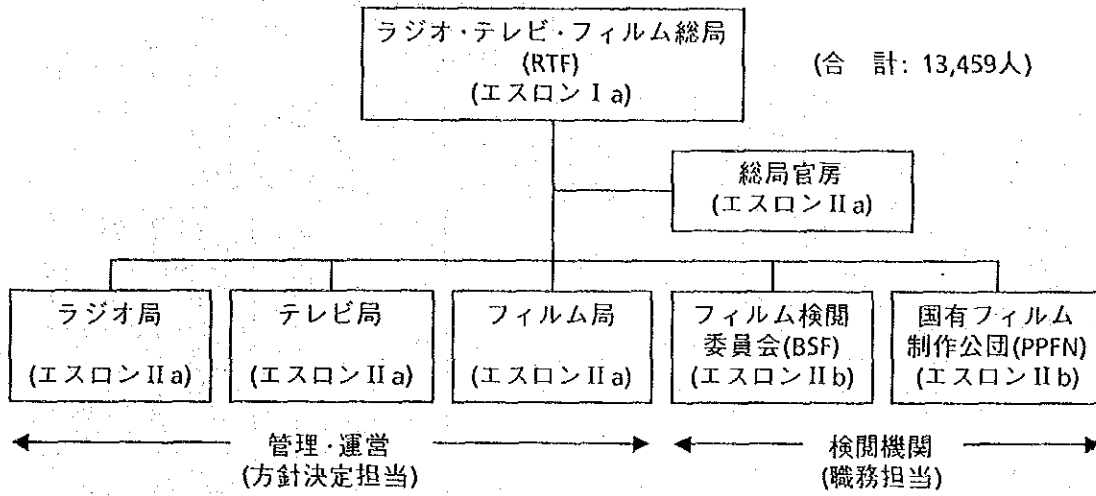 ラジオ・テレビ・フィルム総局
(RTF)
(エスロンⅠa)
(合 計: 13,459人)
総局官房
(エスロンⅡa)
ラジオ局
(エスロンⅡa)
テレビ局
(エスロンⅡa)
フィルム局
(エスロンⅡa)
フィルム検閲
委員会(BSF)
(エスロンⅡb)
国有フィルム
制作公団(PPFN)
(エスロンⅡb)
管理・運営
(方針決定担当)
検閲機関
(職務担当)